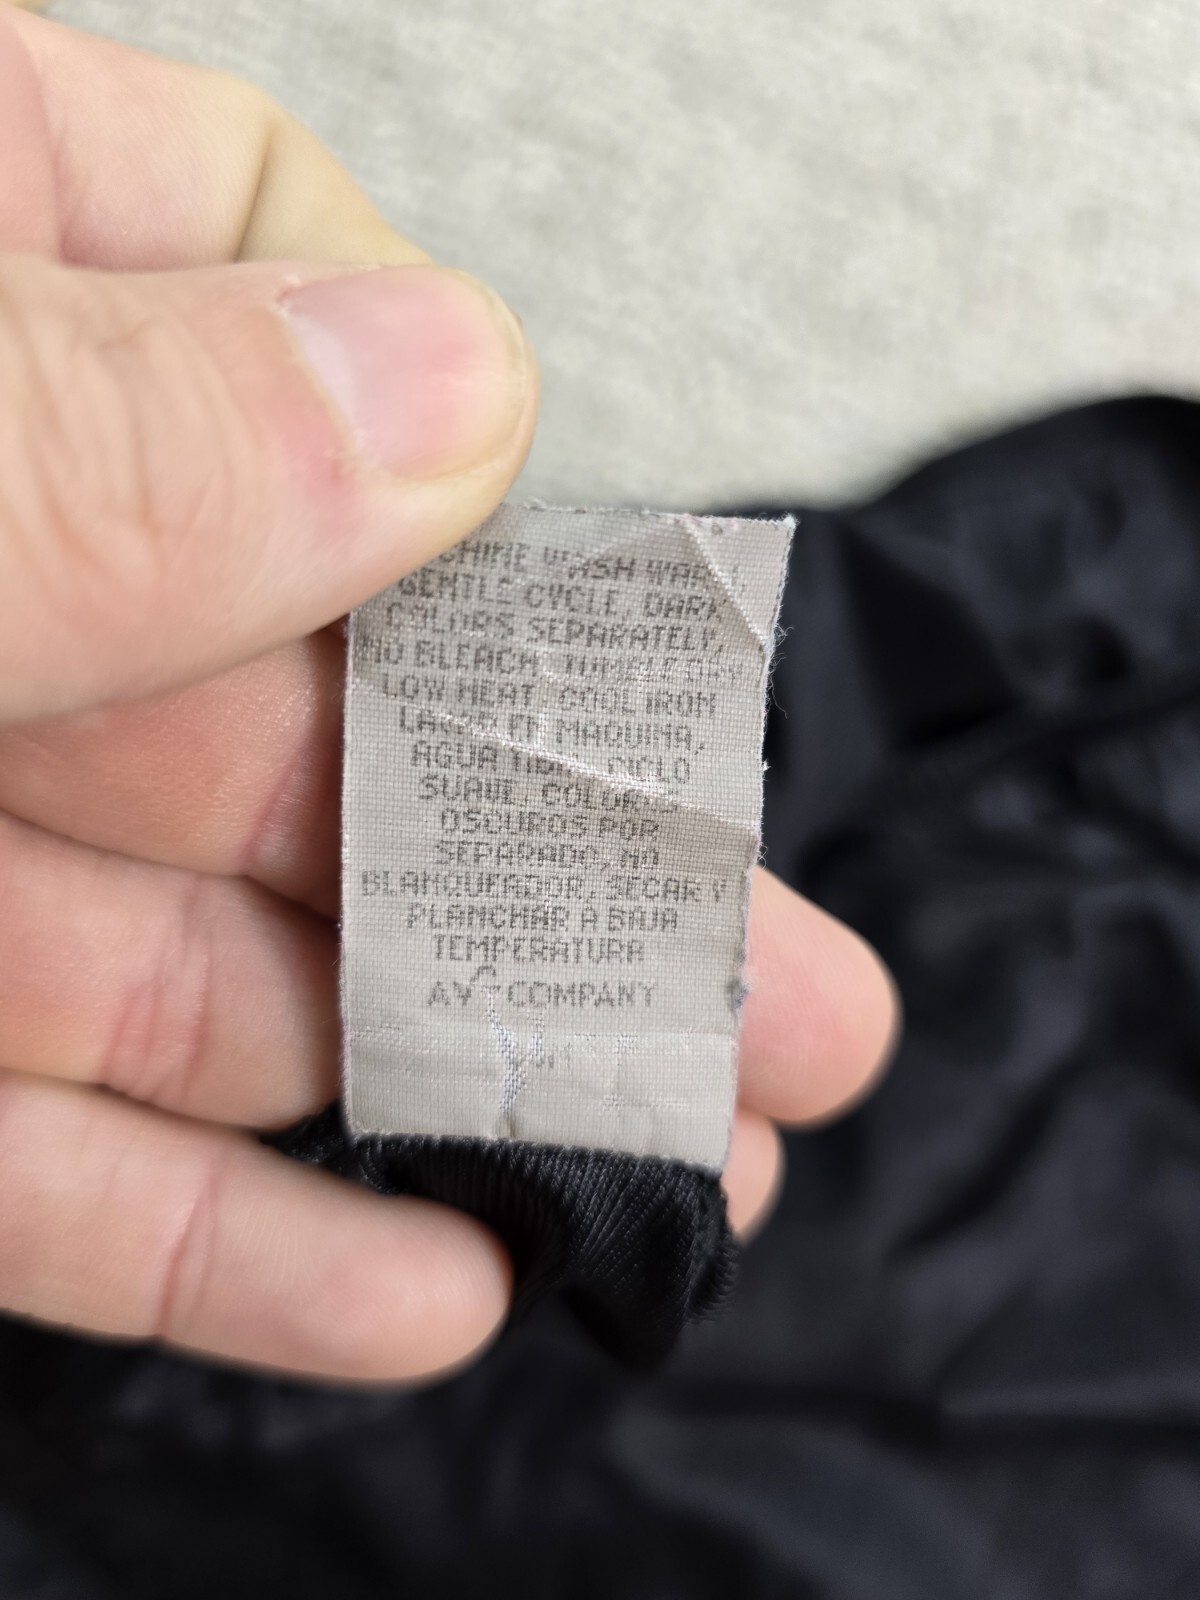 WASH WARM,
GENTLE CYCLE, DARK
COLORS SEPARATELY,
NO BLEACH, TUMBLE DRY
LOW HEAT, COOL IRON
LAVAR EN MAQUINA,
AGUA TIBIA, CICLO
SUAVE, COLORES
OSCUROS POR
SEPARADO, NO
BLANQUEADOR, SECAR Y
PLANCHAR A BAJA
TEMPERATURA
COMPANY